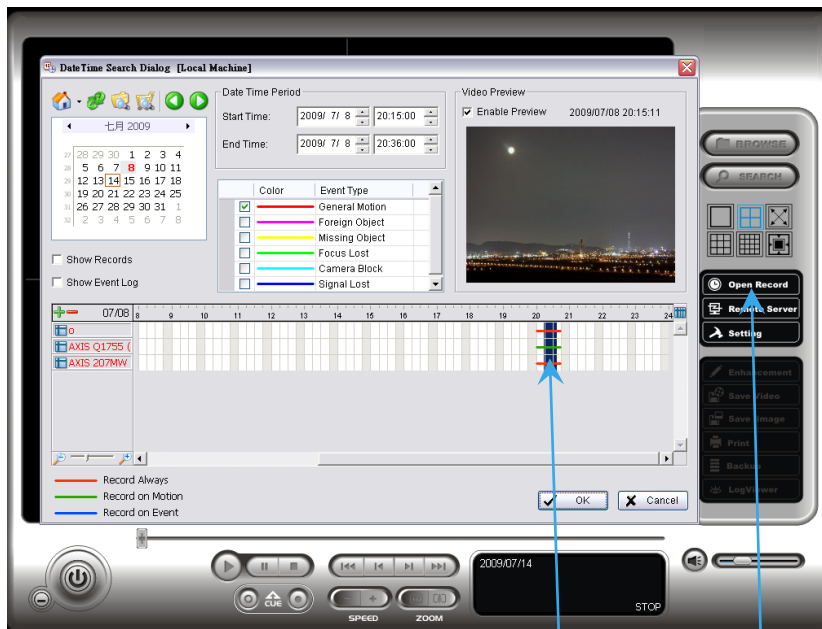 DateTime Search Dialog [Local Machine]
七月 2009
27 28 29 30 1 2 3 4
28 5 6 7 8 9 10 11
29 12 13 14 15 16 17 18
30 19 20 21 22 23 24 25
31 26 27 28 29 30 31 1
32 2 3 4 5 6 7 8
Show Records
Show Event Log
Date Time Period
Start Time: 2009/ 7/ 8 20:15:00
End Time: 2009/ 7/ 8 20:36:00
Color Event Type
General Motion
Foreign Object
Missing Object
Focus Lost
Camera Block
Signal Lost
Video Preview
Enable Preview 2009/07/08 20:15:11
07/08 8 9 10 11 12 13 14 15 16 17 18 19 20 21 22 23 24
0
AXIS Q1755 (
AXIS 207MW
Record Always
Record on Motion
Record on Event
OK Cancel
BROWSE
SEARCH
Open Record
Remote Server
Setting
Enhancement
Save Video
Save Image
Print
Backup
LogViewer
CUE
SPEED ZOOM
2009/07/14
STOP